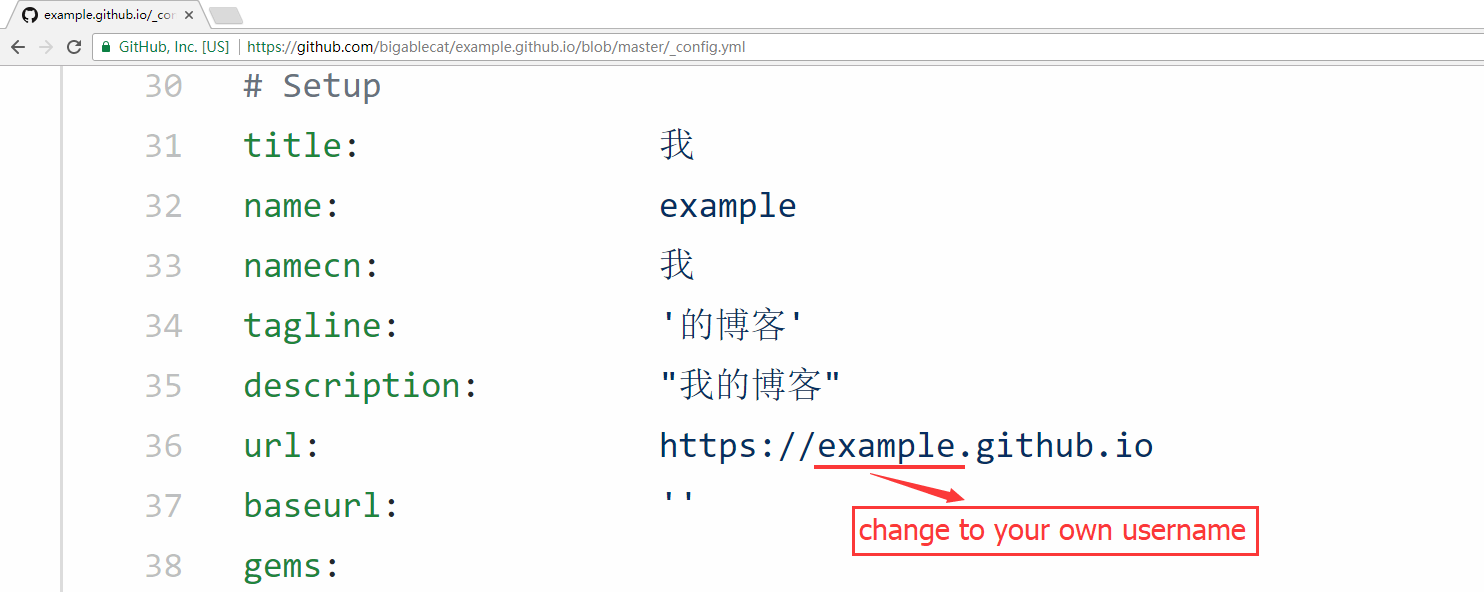 example.github.io/_cor
GitHub, Inc. [US] https://github.com/bigablecat/example.github.io/blob/master/_config.yml
30 # Setup
31 title: 我
32 name: example
33 namecn: 我
34 tagline: '的博客'
35 description: "我的博客"
36 url: https://example.github.io
37 baseurl: ''
change to your own username
38 gems: